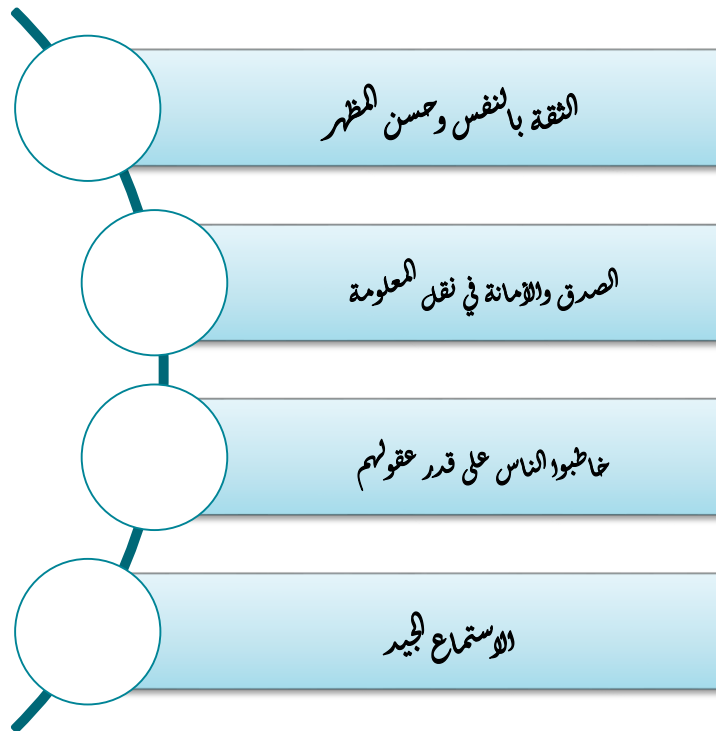 الثقة بالنفس وحسن المظهر
الصدق والأمانة في نقل المعلومة
خاطبوا الناس على قدر عقولهم
الاستماع الجيد